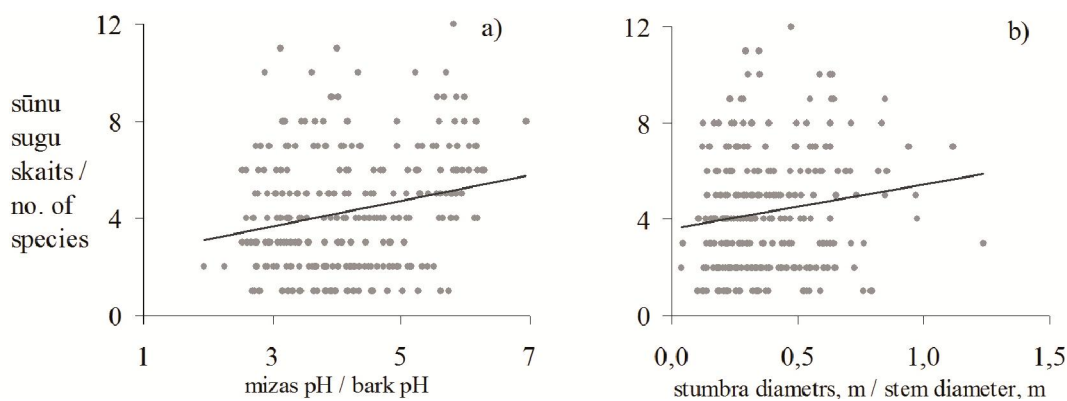 12
8
4
0
sūnu
sugu
skaits /
no. of
species
a)
1 3 5 7
mizas pH / bark pH
12
8
4
0
b)
0,0 0,5 1,0 1,5
stumbra diametrs, m / stem diameter, m